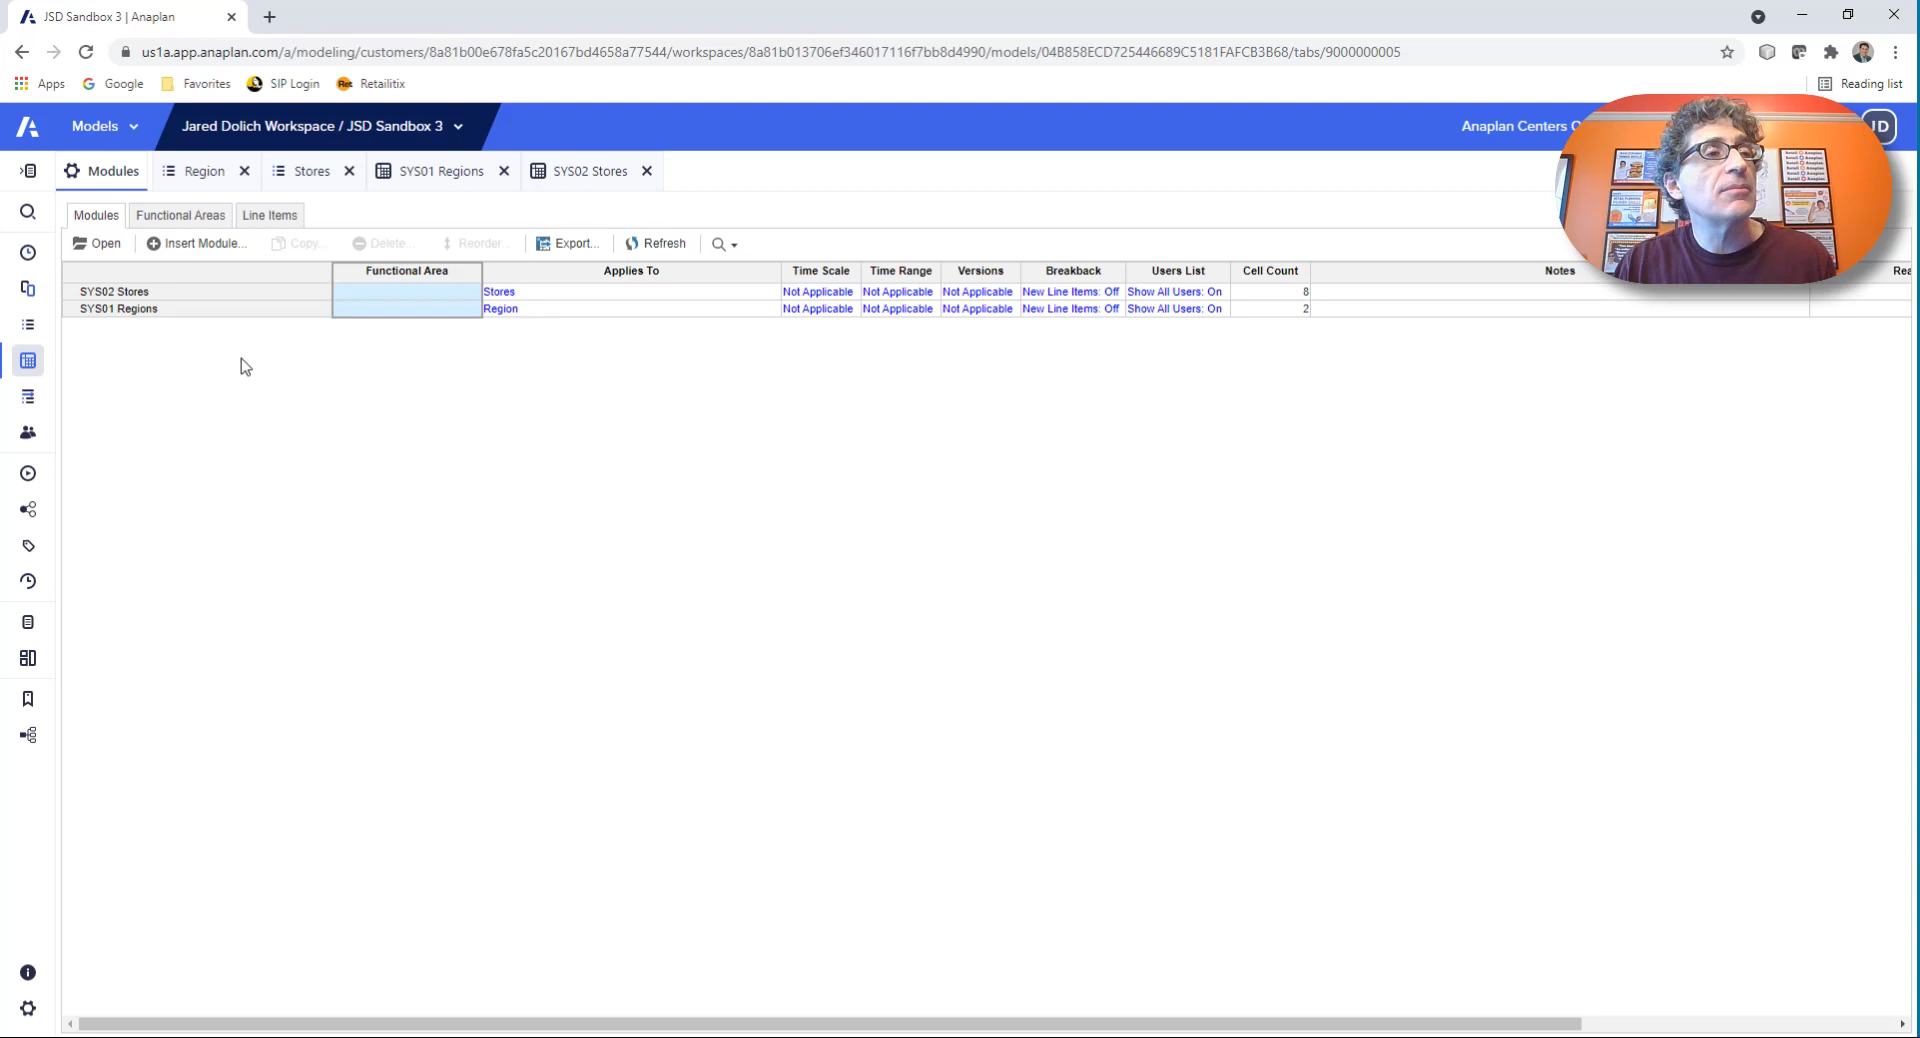 JSD Sandbox 3 | Anaplan
us1a.app.anaplan.com/a/modeling/customers/8a81b00e678fa5c20167bd4658a77544/workspaces/8a81b013706ef346017116f7bb8d4990/models/04B858ECD725446689C5181FAFCB3B68/tabs/9000000005
Apps Google Favorites SIP Login Retailitix Reading list
Models Jared Dolich Workspace / JSD Sandbox 3 Anaplan Centers JD
Modules Region Stores SYS01 Regions SYS02 Stores
Modules Functional Areas Line Items
Open Insert Module... Copy... Delete... Reorder... Export... Refresh
Functional Area Applies To Time Scale Time Range Versions Breakback Users List Cell Count Notes Rea
SYS02 Stores Stores Not Applicable Not Applicable Not Applicable New Line Items: Off Show All Users: On 8
SYS01 Regions Region Not Applicable Not Applicable Not Applicable New Line Items: Off Show All Users: On 2